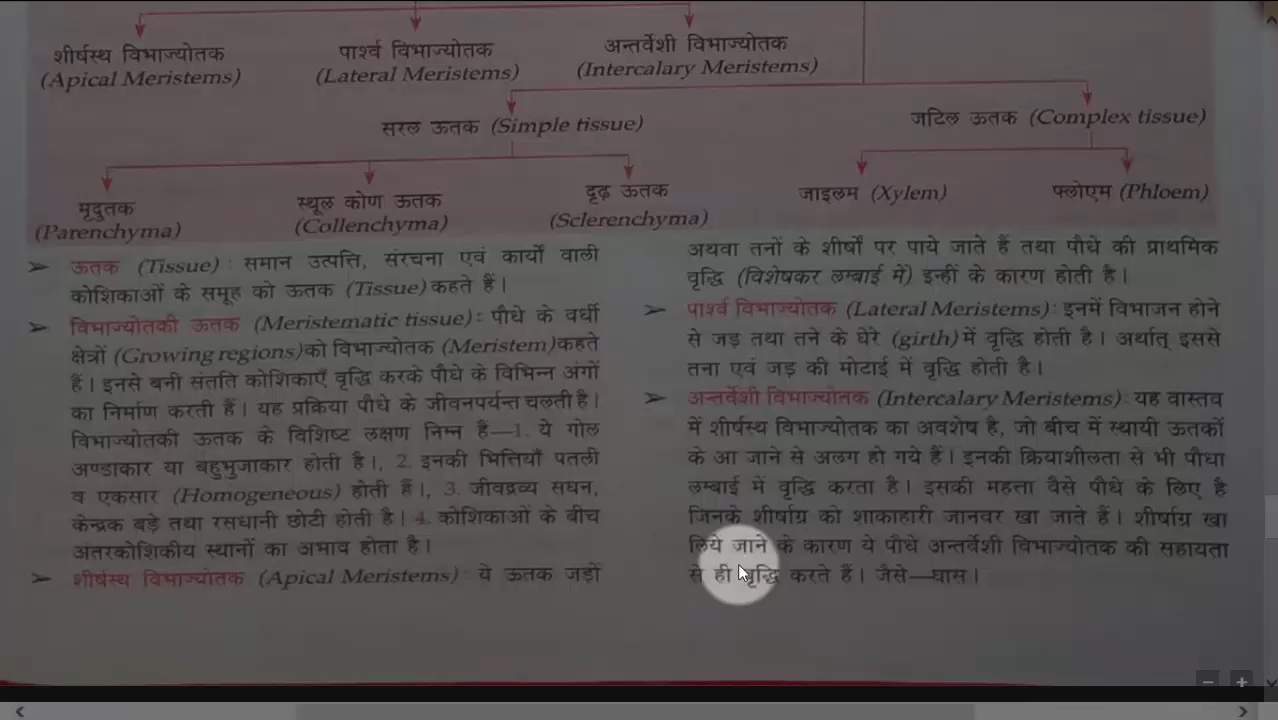 शीर्षस्थ विभाज्योतक
(Apical Meristems)
पार्श्व विभाज्योतक
(Lateral Meristems)
अन्तर्वेशी विभाज्योतक
(Intercalary Meristems)
सरल ऊतक (Simple tissue)
जटिल ऊतक (Complex tissue)
मृदुतक
(Parenchyma)
स्थूल कोण ऊतक
(Collenchyma)
दृढ़ ऊतक
(Sclerenchyma)
जाइलम (Xylem)
फ्लोएम (Phloem)
➢ ऊतक (Tissue) : समान उत्पत्ति, संरचना एवं कार्यों वाली
कोशिकाओं के समूह को ऊतक (Tissue) कहते हैं।
➢ विभाज्योतकी ऊतक (Meristematic tissue) : पौधे के वर्धी
क्षेत्रों (Growing regions) को विभाज्योतक (Meristem) कहते
हैं। इनसे बनी संतति कोशिकाएँ वृद्धि करके पौधे के विभिन्न अंगों
का निर्माण करती हैं। यह प्रक्रिया पौधे के जीवनपर्यन्त चलती है।
विभाज्योतकी ऊतक के विशिष्ट लक्षण निम्न हैं—1. ये गोल
अण्डाकार या बहुभुजाकार होती है।, 2. इनकी भित्तियाँ पतली
व एकसार (Homogeneous) होती हैं।, 3. जीवद्रव्य सघन,
केन्द्रक बड़े तथा रसधानी छोटी होती है। 4. कोशिकाओं के बीच
अंतरकोशिकीय स्थानों का अभाव होता है।
➢ शीर्षस्थ विभाज्योतक (Apical Meristems) : ये ऊतक जड़ों
अथवा तनों के शीर्षों पर पाये जाते हैं तथा पौधे की प्राथमिक
वृद्धि (विशेषकर लम्बाई में) इन्हीं के कारण होती है।
➢ पार्श्व विभाज्योतक (Lateral Meristems) : इनमें विभाजन होने
से जड़ तथा तने के घेरे (girth) में वृद्धि होती है। अर्थात् इससे
तना एवं जड़ की मोटाई में वृद्धि होती है।
➢ अन्तर्वेशी विभाज्योतक (Intercalary Meristems) : यह वास्तव
में शीर्षस्थ विभाज्योतक का अवशेष है, जो बीच में स्थायी ऊतकों
के आ जाने से अलग हो गये हैं। इनकी क्रियाशीलता से भी पौधा
लम्बाई में वृद्धि करता है। इसकी महत्ता वैसे पौधे के लिए है
जिनके शीर्षाग्र को शाकाहारी जानवर खा जाते हैं। शीर्षाग्र खा
लिये जाने के कारण ये पौधे अन्तर्वेशी विभाज्योतक की सहायता
से ही वृद्धि करते हैं। जैसे—घास।